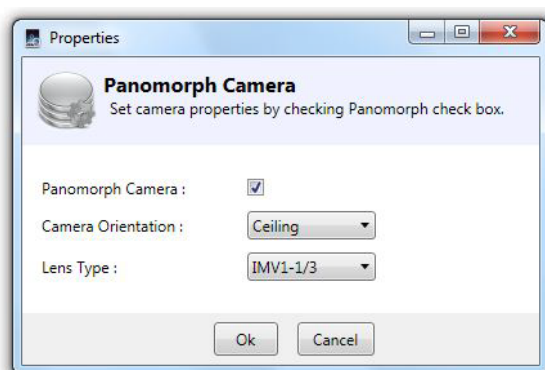 Properties
Panomorph Camera
Set camera properties by checking Panomorph check box.
Panomorph Camera :
Camera Orientation : Ceiling
Lens Type : IMV1-1/3
Ok Cancel